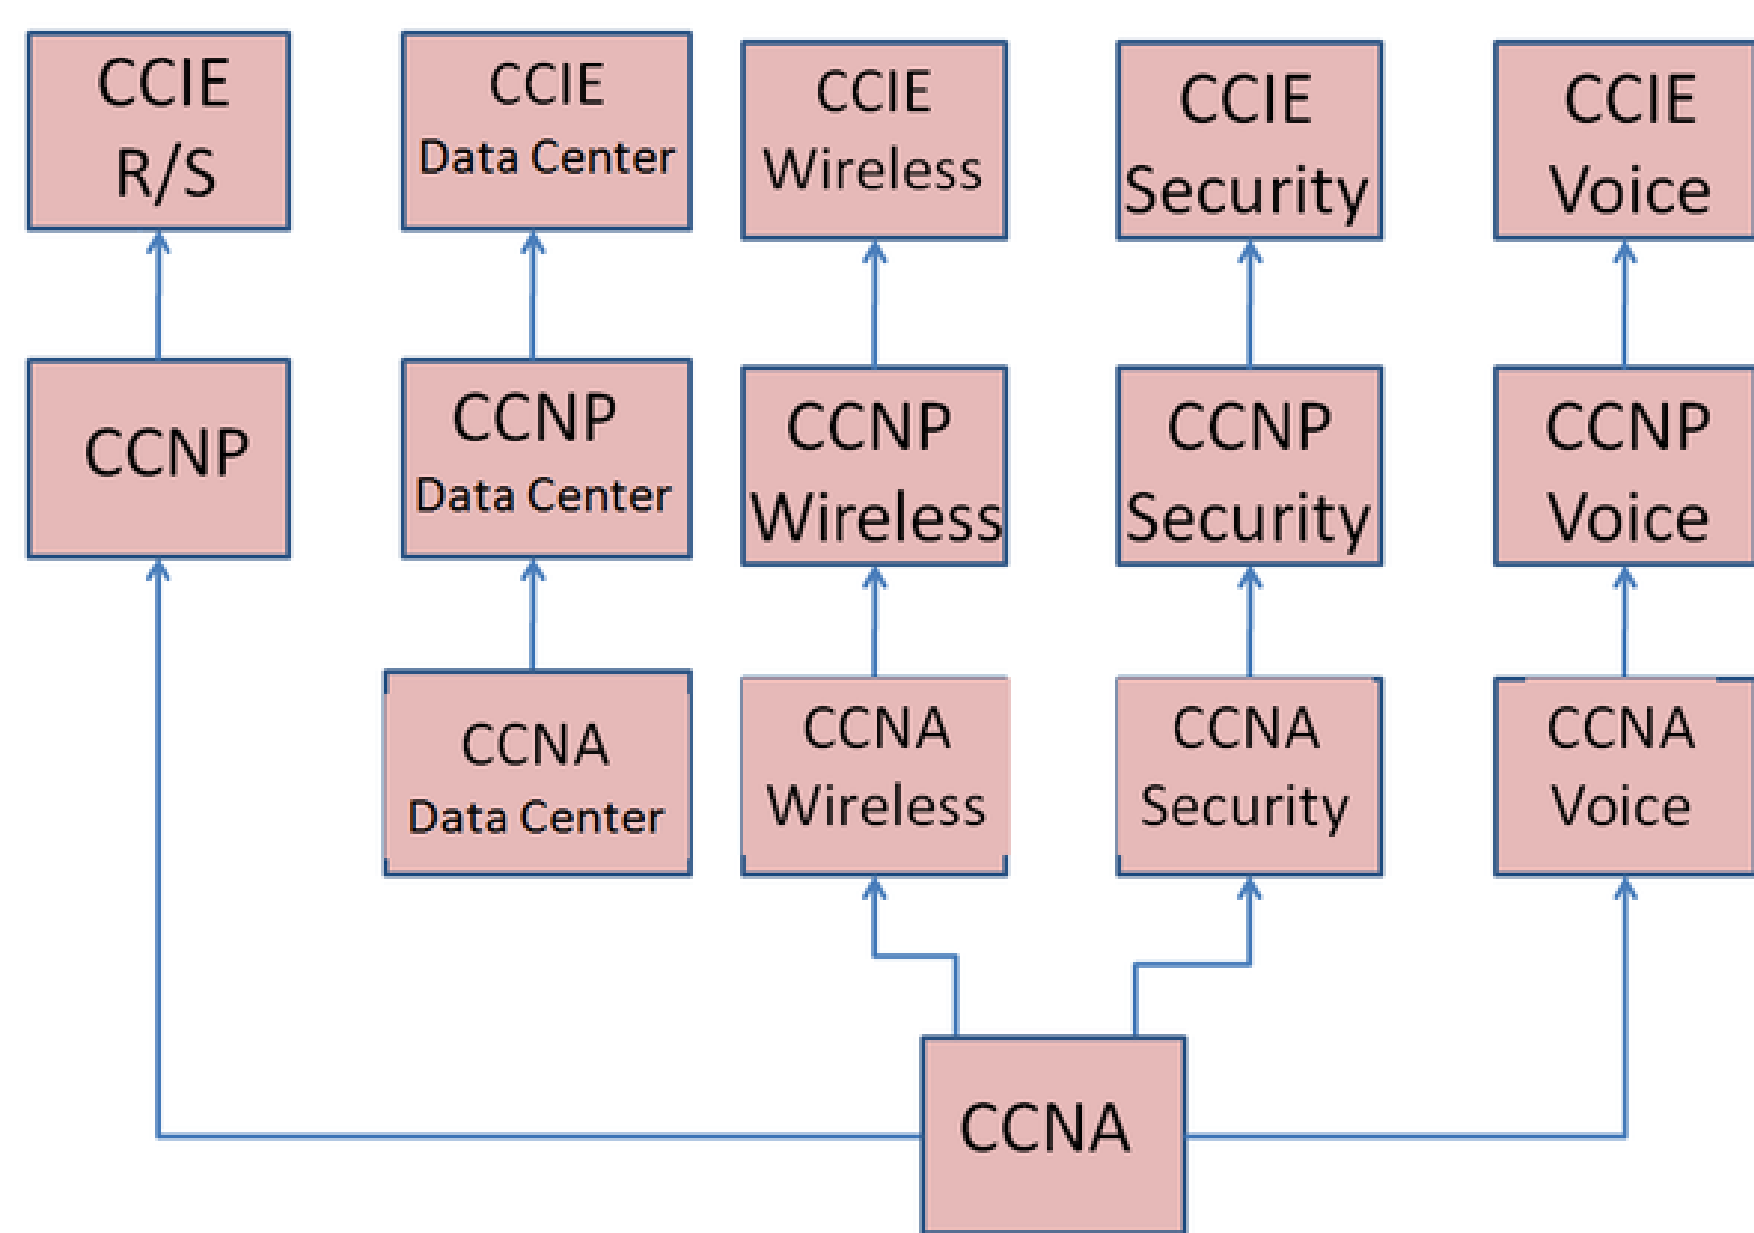 CCIE
R/S
CCIE
Data Center
CCIE
Wireless
CCIE
Security
CCIE
Voice
CCNP
CCNP
Data Center
CCNP
Wireless
CCNP
Security
CCNP
Voice
CCNA
Data Center
CCNA
Wireless
CCNA
Security
CCNA
Voice
CCNA